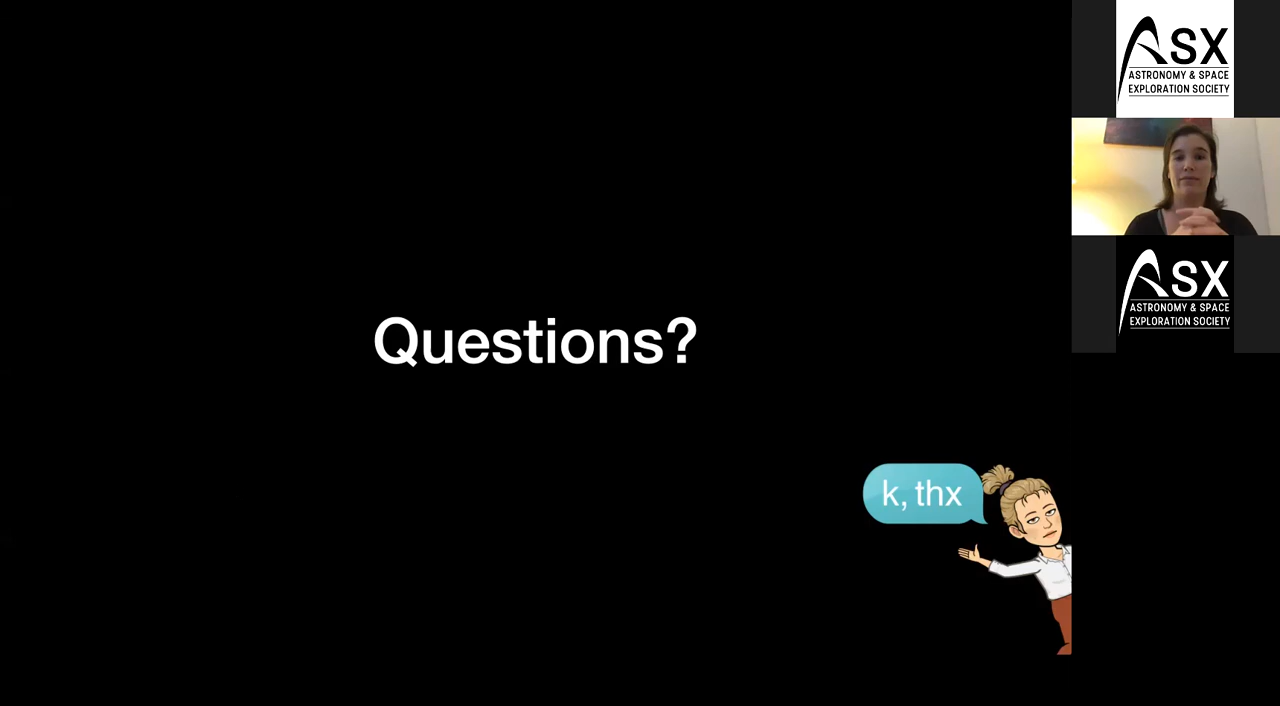 Questions?
k, thx
ASX
ASTRONOMY & SPACE
EXPLORATION SOCIETY
ASX
ASTRONOMY & SPACE
EXPLORATION SOCIETY